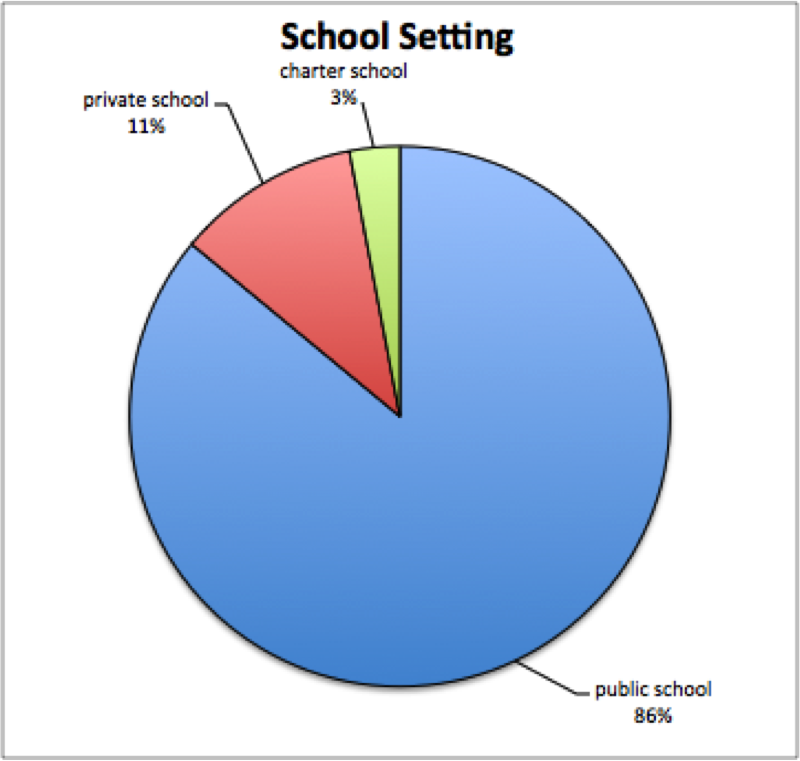 School Setting
charter school
3%
private school
11%
public school
86%